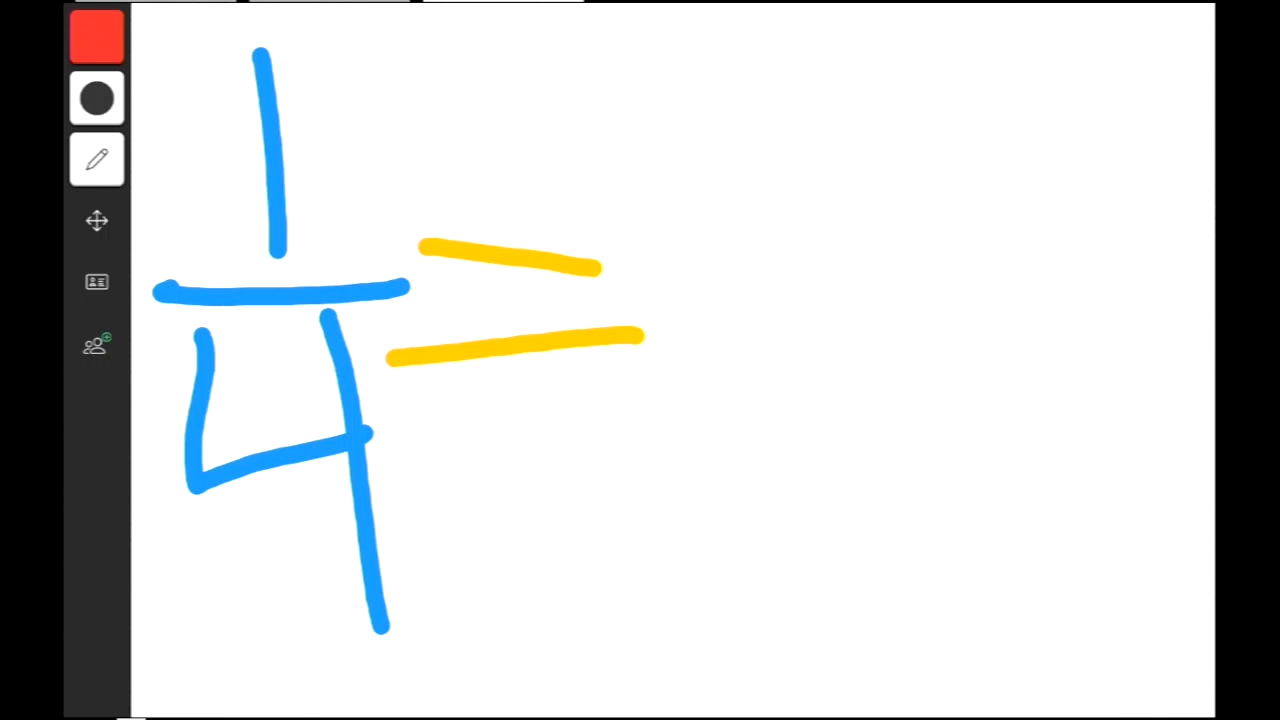 1/4 =